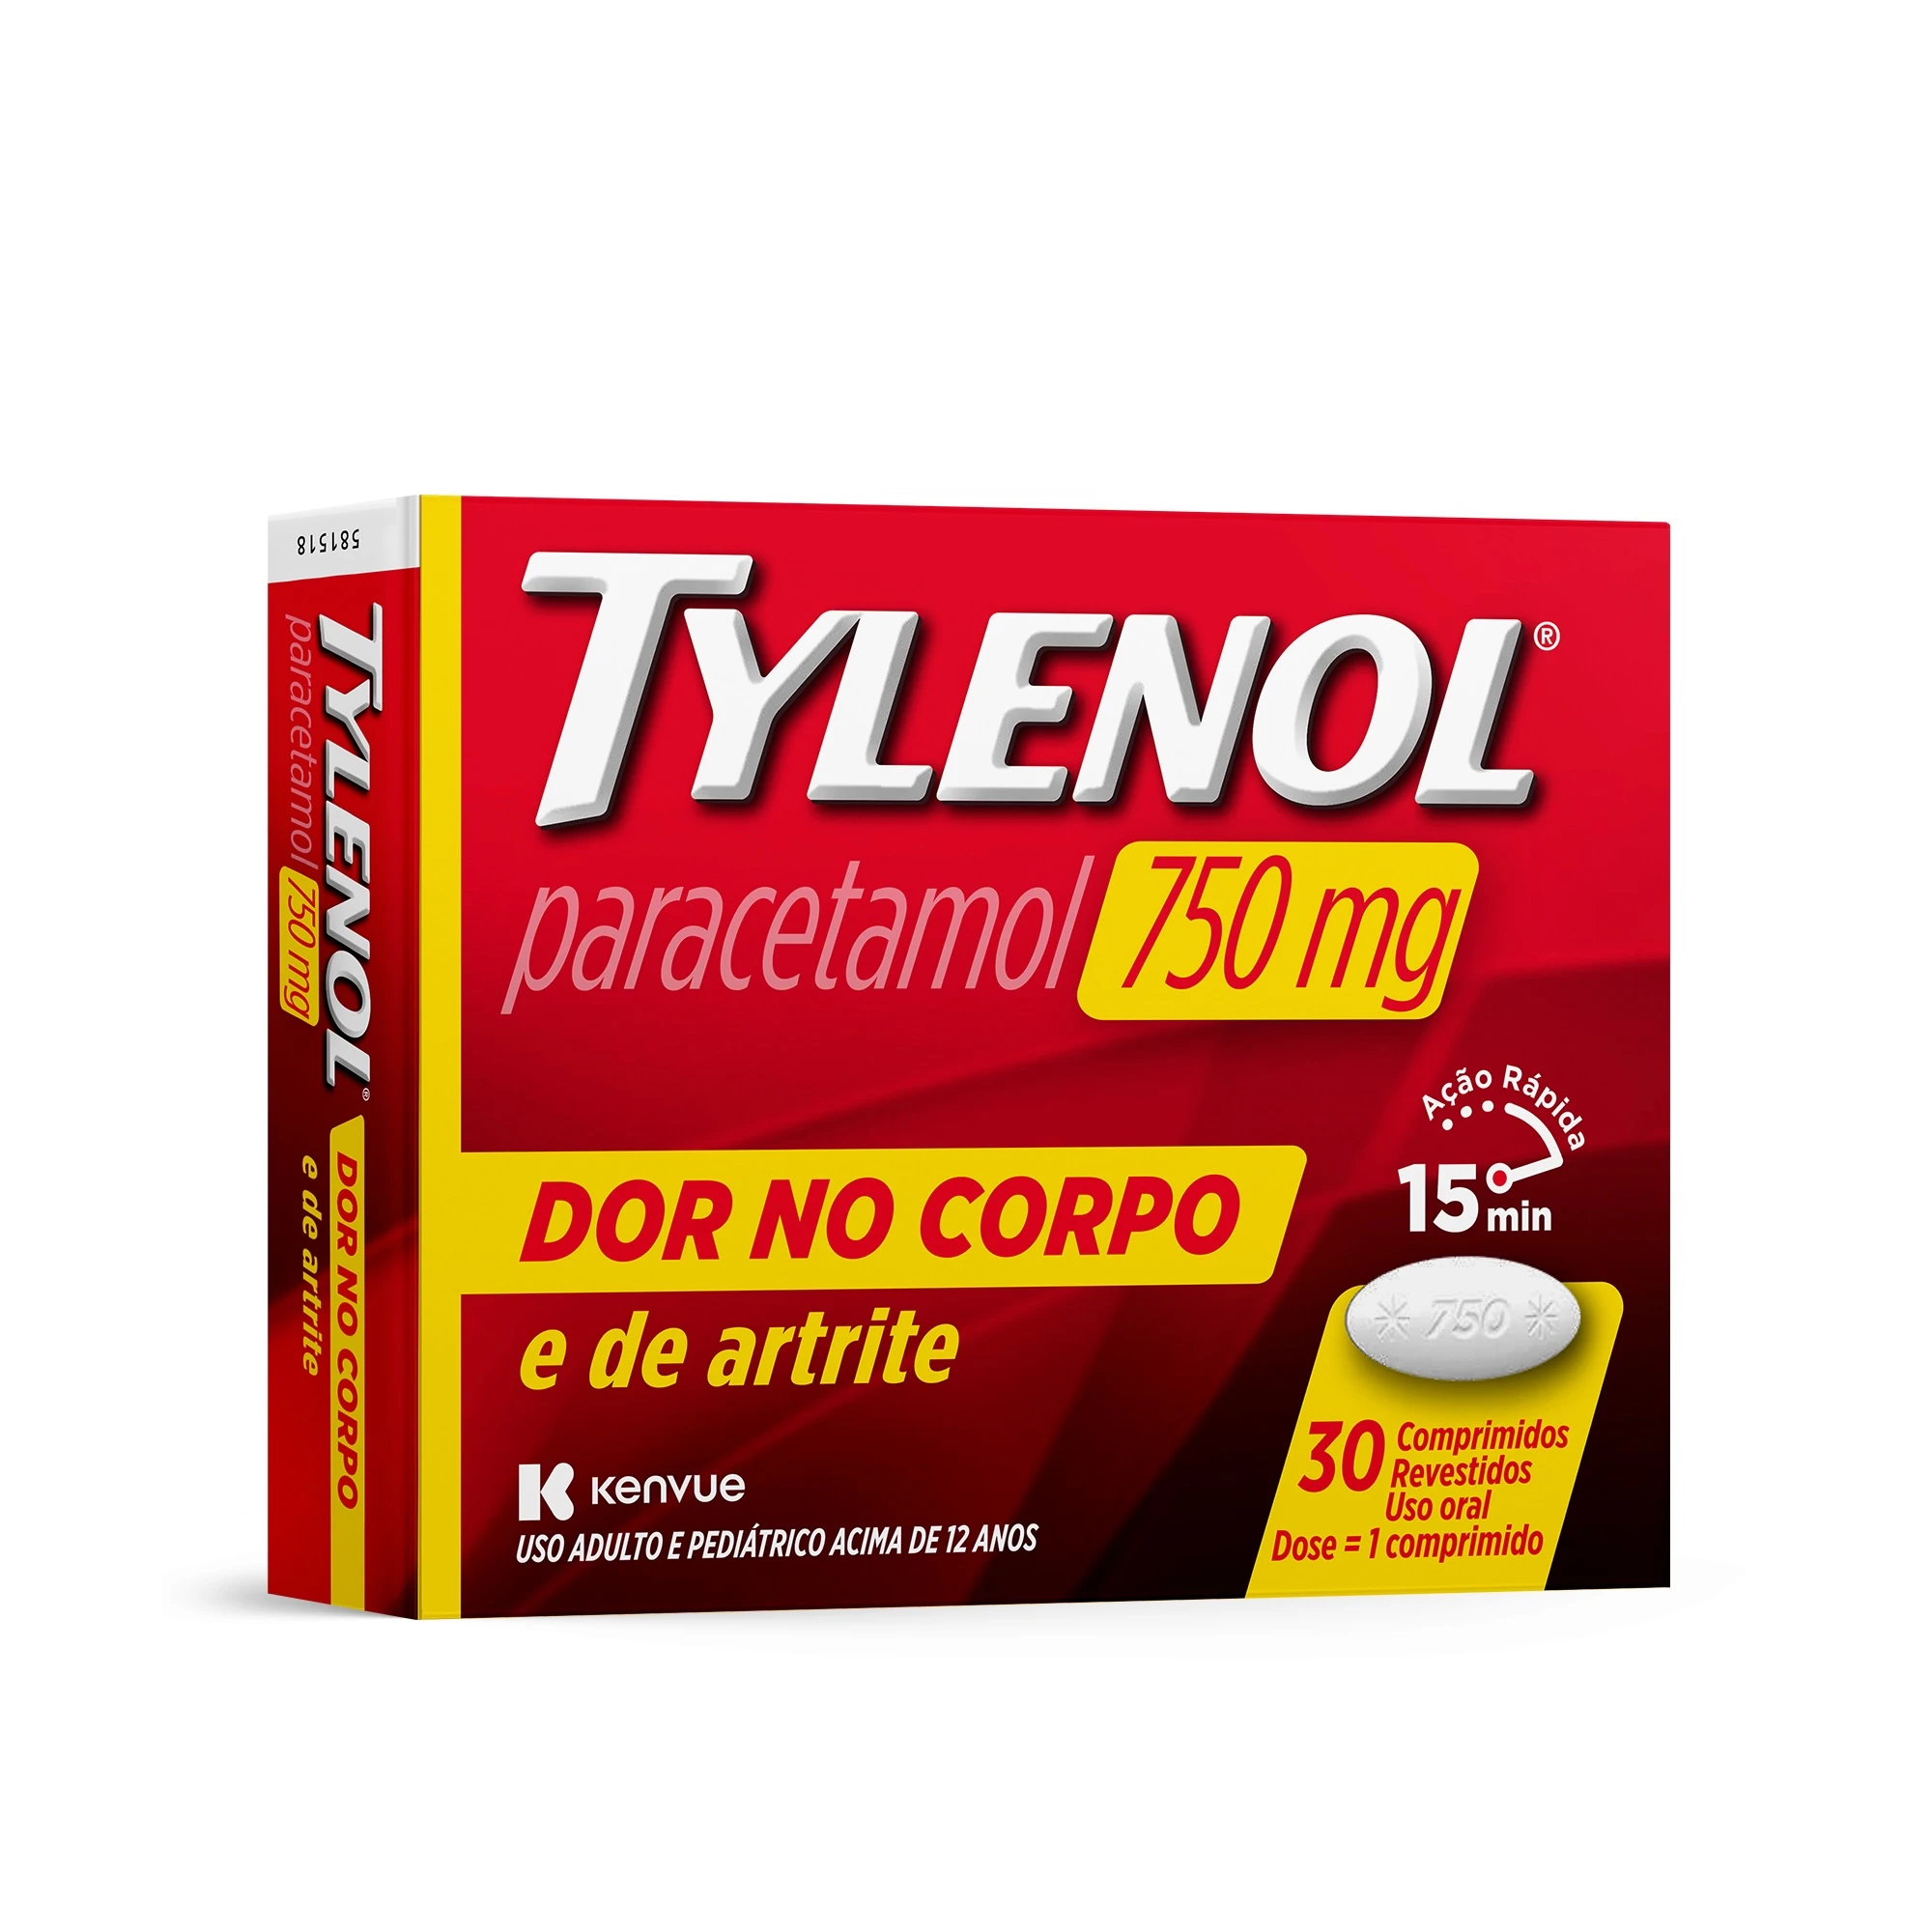 TYLENOL®
paracetamol 750 mg
Ação Rápida
15 min
DOR NO CORPO
e de artrite
* 750 *
30 Comprimidos
Revestidos
Uso oral
Dose = 1 comprimido
K kenvue
USO ADULTO E PEDIÁTRICO ACIMA DE 12 ANOS
581518
TYLENOL®
paracetamol 750 mg
DOR NO CORPO
e de artrite